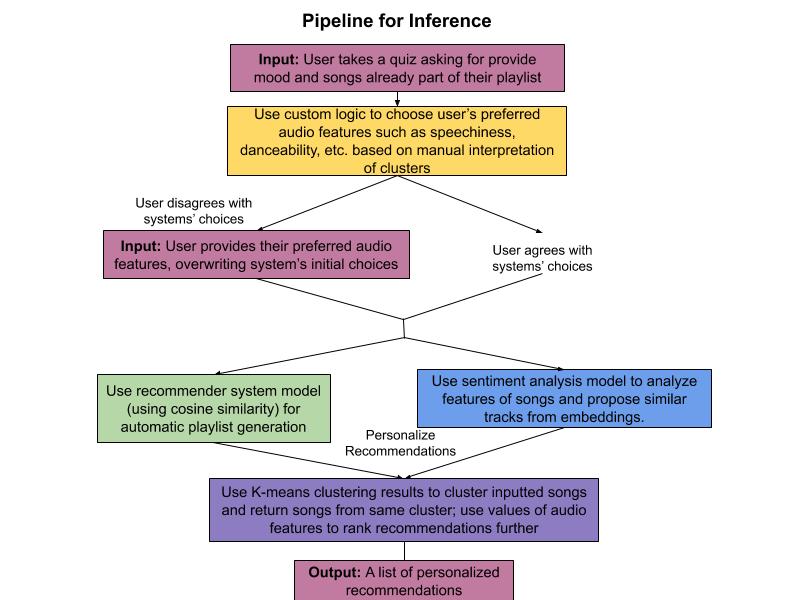 Pipeline for Inference
Input: User takes a quiz asking for provide
mood and songs already part of their playlist
Use custom logic to choose user's preferred
audio features such as speechiness,
danceability, etc. based on manual interpretation
of clusters
User disagrees with
systems' choices
Input: User provides their preferred audio
features, overwriting system's initial choices
User agrees with
systems' choices
Use recommender system model
(using cosine similarity) for
automatic playlist generation
Use sentiment analysis model to analyze
features of songs and propose similar
tracks from embeddings.
Personalize
Recommendations
Use K-means clustering results to cluster inputted songs
and return songs from same cluster; use values of audio
features to rank recommendations further
Output: A list of personalized
recommendations